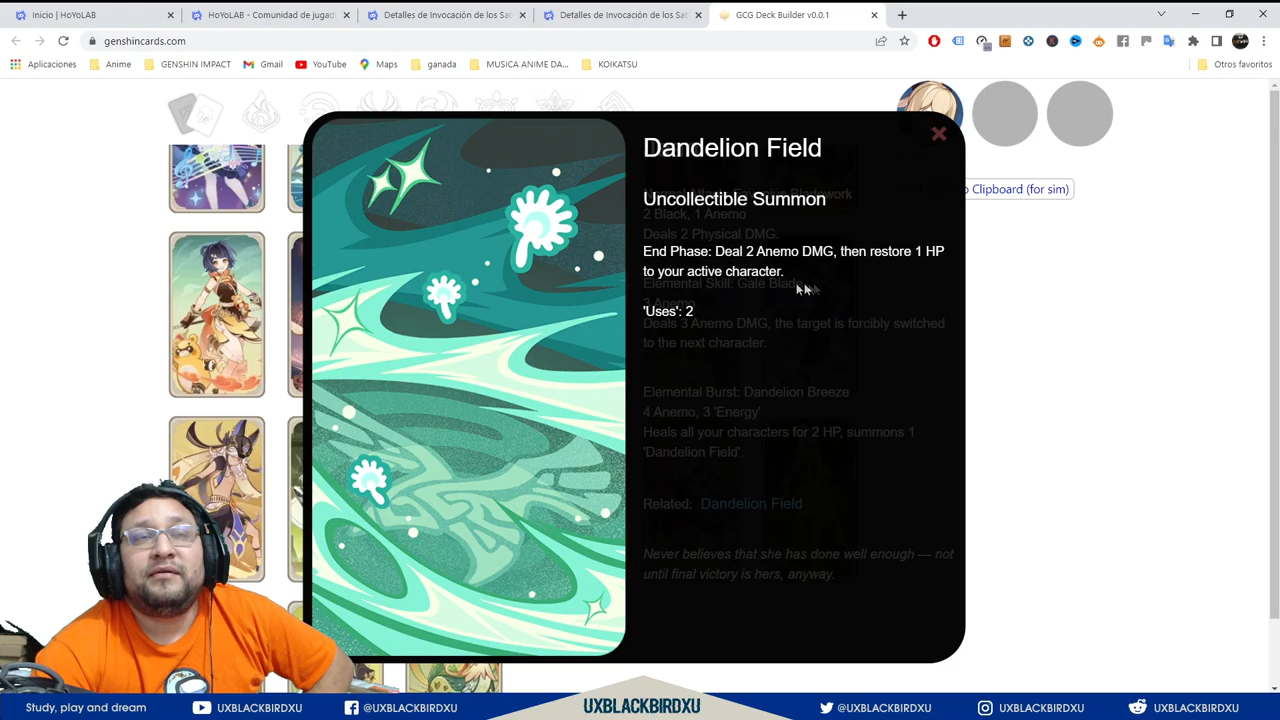 Inicio | HoYoLAB
HoYoLAB - Comunidad de jugad
Detalles de Invocación de los Sab
Detalles de Invocación de los Sab
GCG Deck Builder v0.0.1
genshincards.com
Aplicaciones
Anime
GENSHIN IMPACT
Gmail
YouTube
Maps
ganada
MUSICA ANIME DA...
KOIKATSU
Otros favoritos
Dandelion Field
Uncollectible Summon
2 Black, 1 Anemo
Deals 2 Physical DMG.
End Phase: Deal 2 Anemo DMG, then restore 1 HP
to your active character.
Elemental Skill: Gale Blade
3 Anemo
'Uses': 2
Deals 3 Anemo DMG, the target is forcibly switched
to the next character.
Elemental Burst: Dandelion Breeze
4 Anemo, 3 'Energy'
Heals all your characters for 2 HP, summons 1
'Dandelion Field'.
Related: Dandelion Field
Never believes that she has done well enough — not
until final victory is hers, anyway.
Clipboard (for sim)
Study, play and dream
UXBLACKBIRDXU
@UXBLACKBIRDXU
UXBLACKBIRDXU
@UXBLACKBIRDXU
UXBLACKBIRDXU
UXBLACKBIRDXU